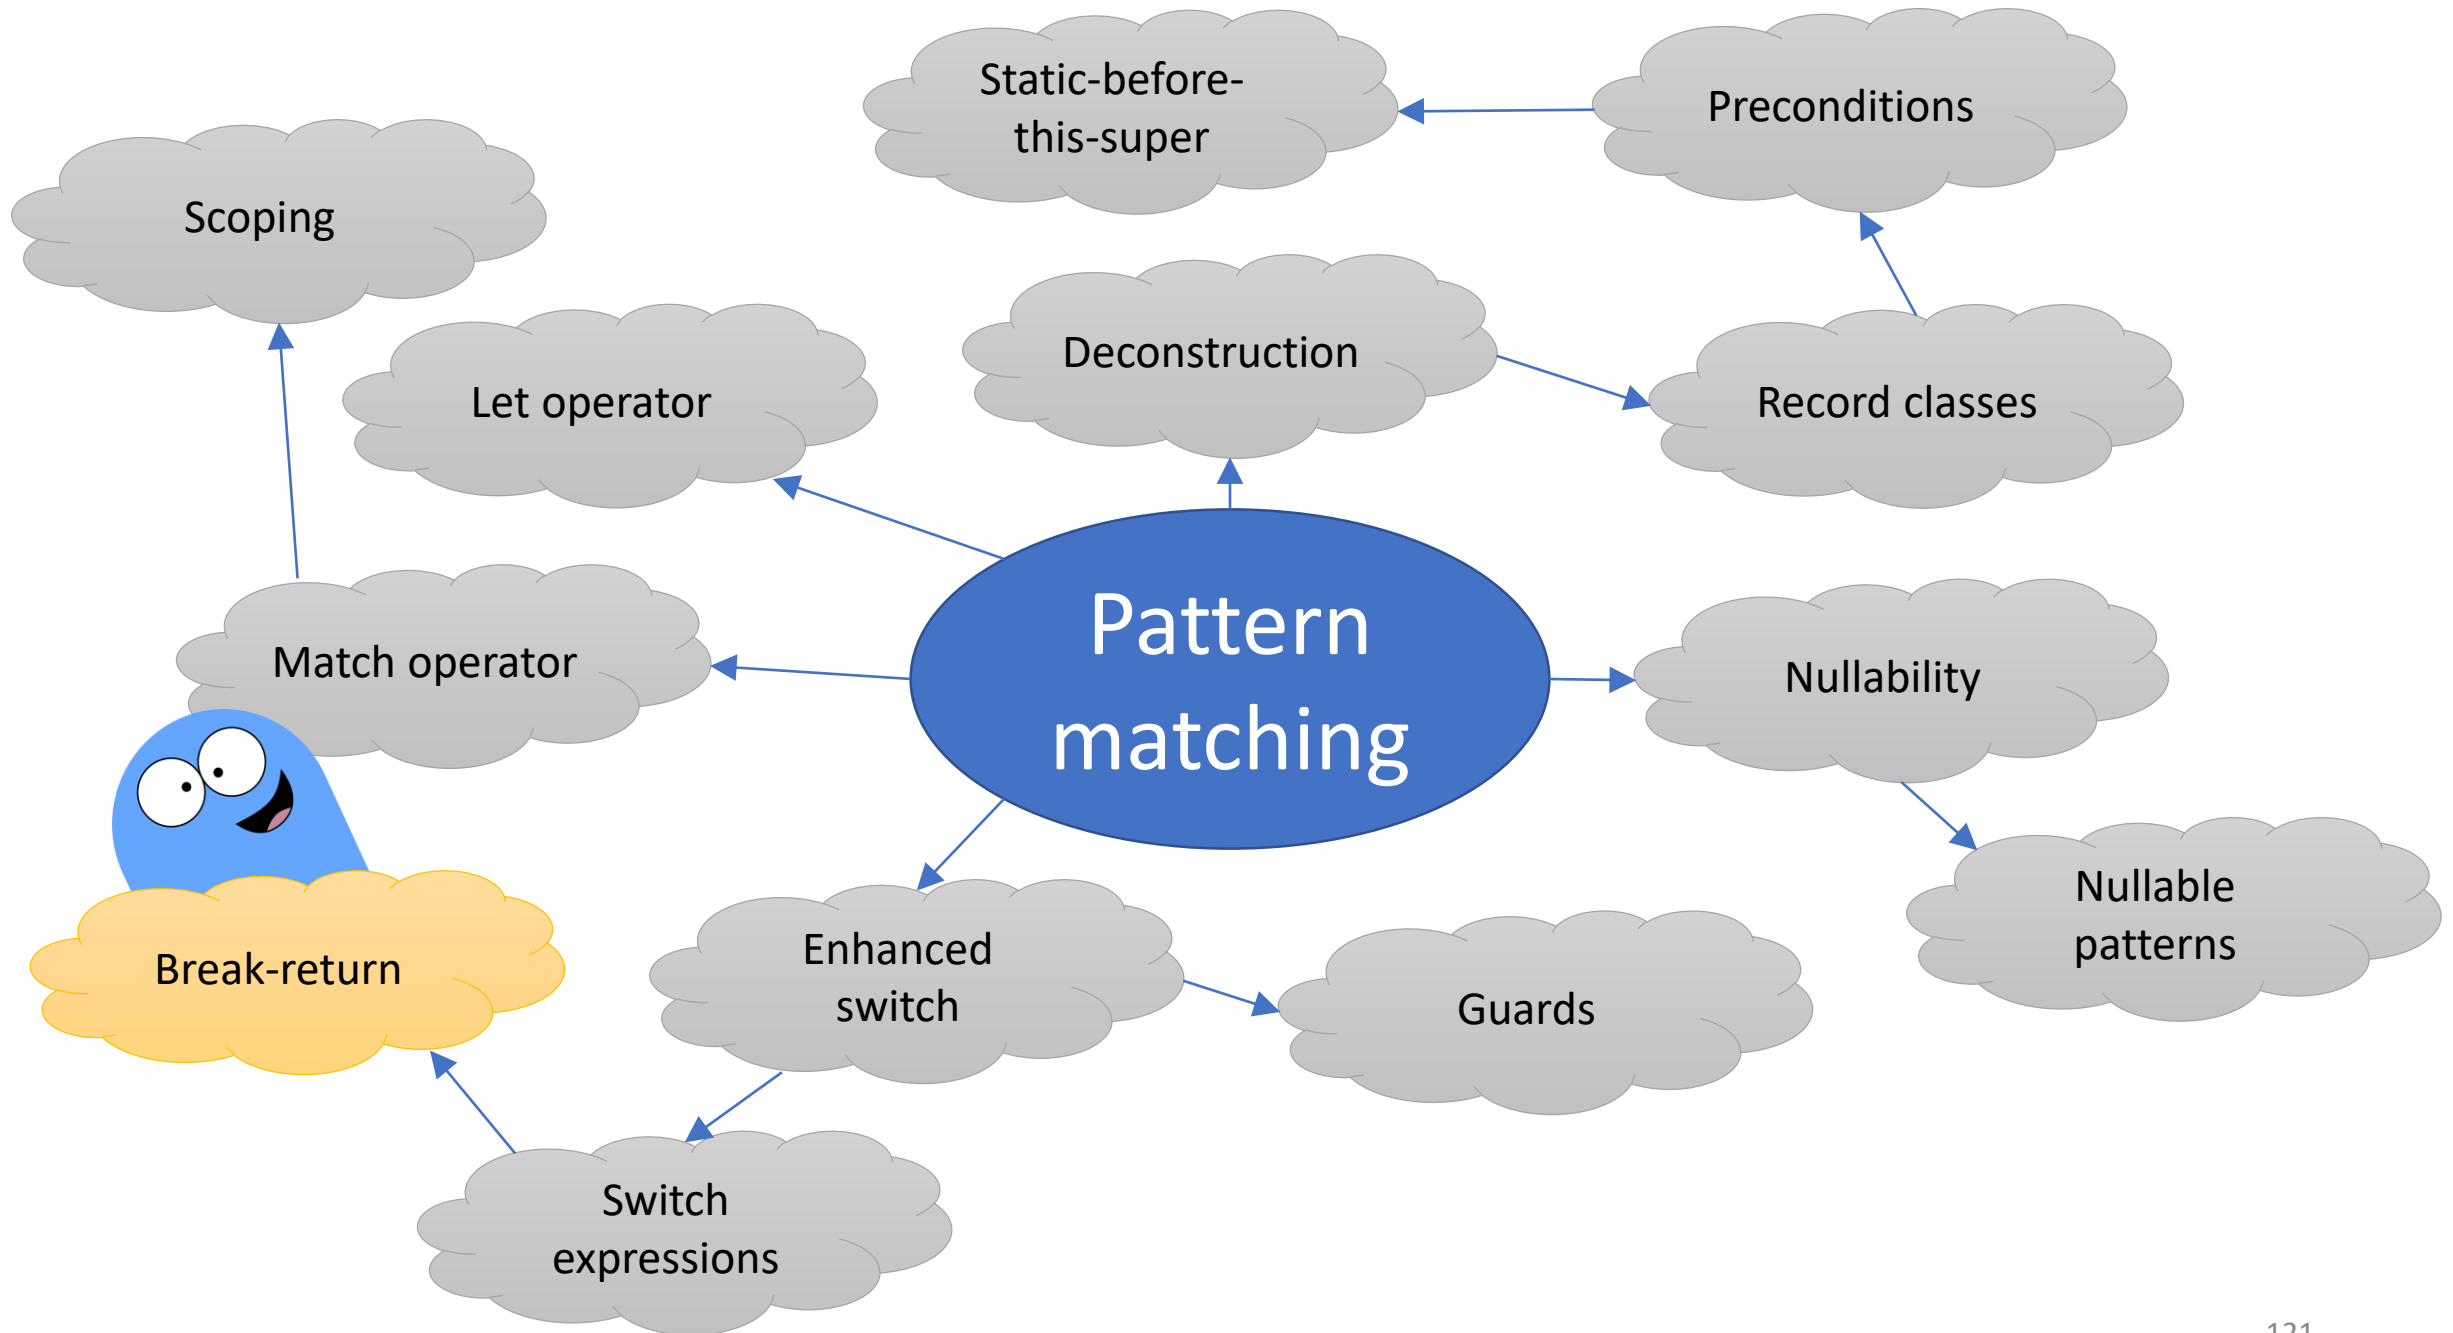 Static-before-
this-super
Preconditions
Scoping
Let operator
Deconstruction
Record classes
Match operator
Pattern
matching
Nullability
Break-return
Enhanced
switch
Guards
Nullable
patterns
Switch
expressions
121